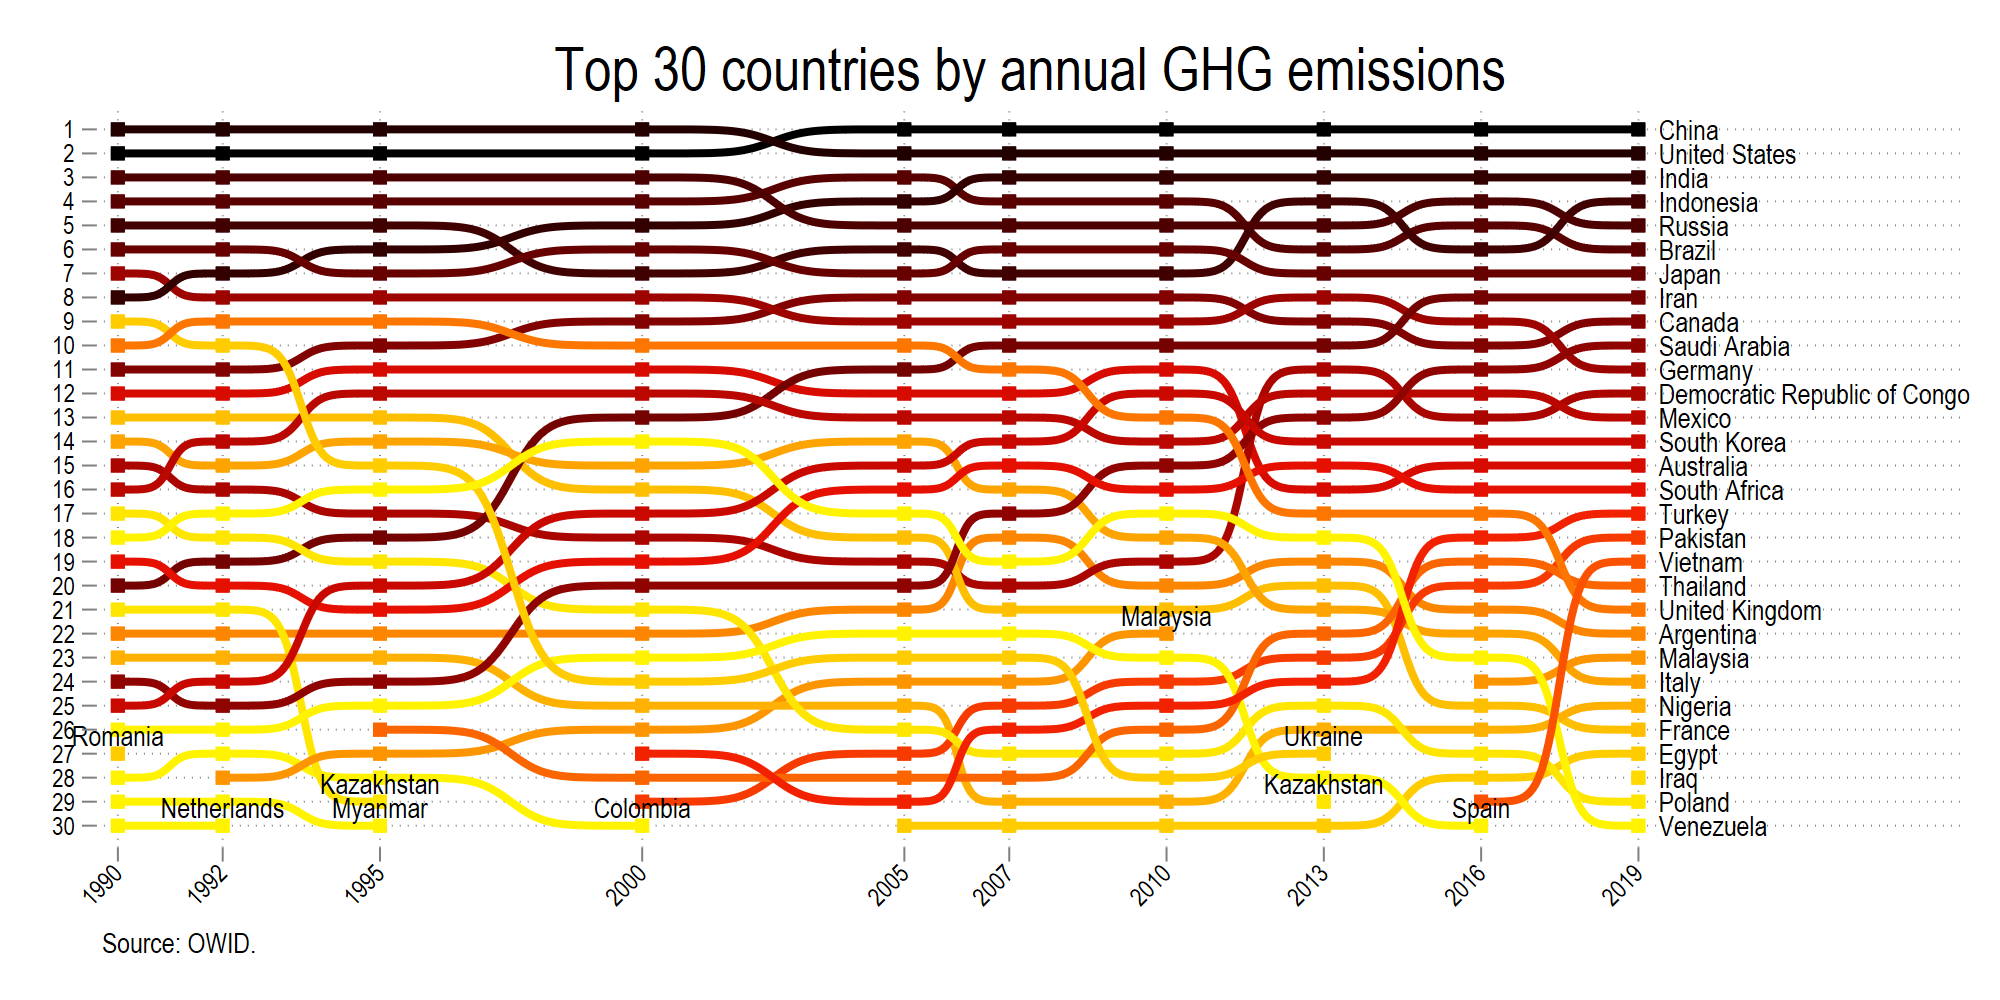 Top 30 countries by annual GHG emissions
1
2
3
4
5
6
7
8
9
10
11
12
13
14
15
16
17
18
19
20
21
22
23
24
25
26
27
28
29
30
China
United States
India
Indonesia
Russia
Brazil
Japan
Iran
Canada
Saudi Arabia
Germany
Democratic Republic of Congo
Mexico
South Korea
Australia
South Africa
Turkey
Pakistan
Vietnam
Thailand
United Kingdom
Argentina
Malaysia
Italy
Nigeria
France
Egypt
Iraq
Poland
Venezuela
Malaysia
Romania
Ukraine
Kazakhstan
Kazakhstan
Netherlands
Myanmar
Colombia
Spain
1990
1992
1995
2000
2005
2007
2010
2013
2016
2019
Source: OWID.